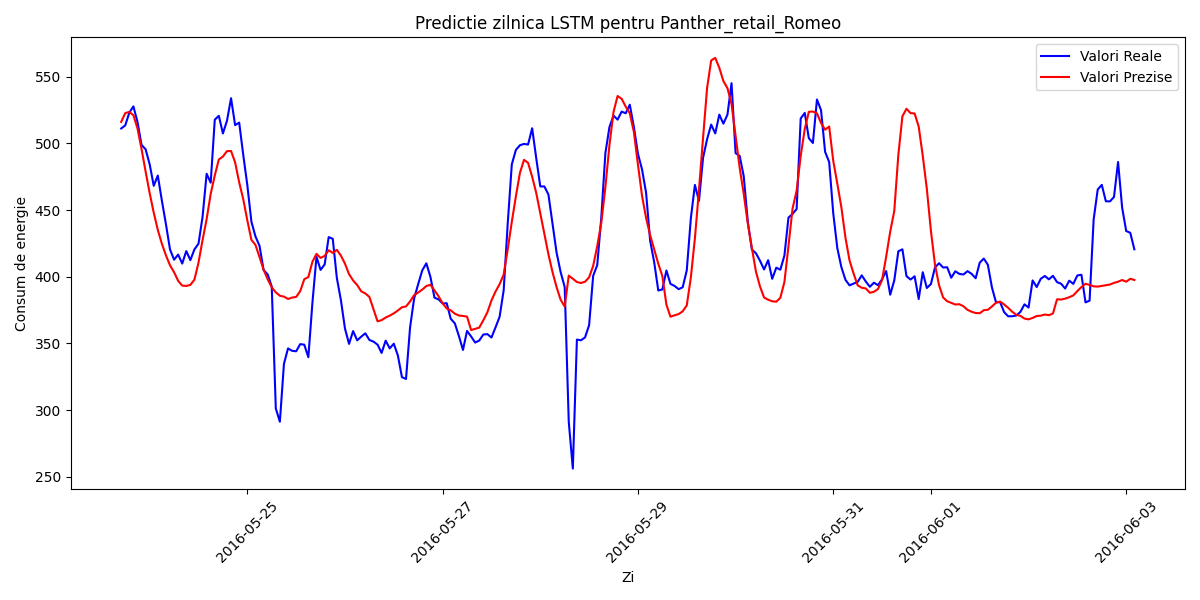 Predictie zilnica LSTM pentru Panther_retail_Romeo
Valori Reale
Valori Prezise
Consum de energie
550
500
450
400
350
300
250
2016-05-25
2016-05-27
2016-05-29
2016-05-31
2016-06-01
2016-06-03
Zi